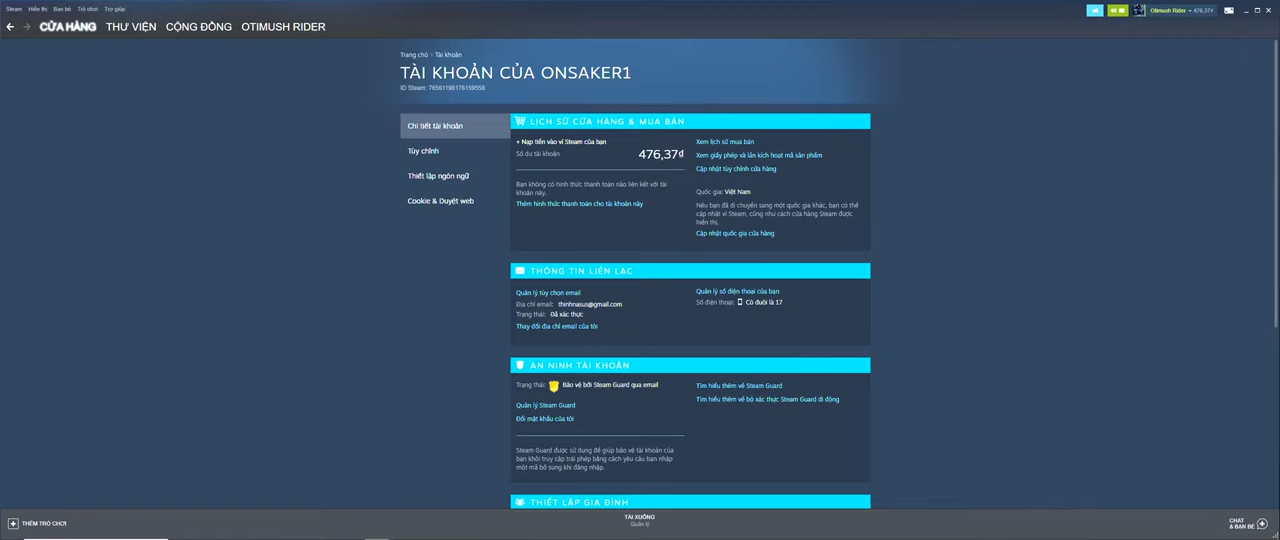 Steam Hiển thị Bạn bè Trò chơi Trợ giúp
Otimush Rider 476,37đ
CỬA HÀNG THƯ VIỆN CỘNG ĐỒNG OTIMUSH RIDER
Trang chủ > Tài khoản
TÀI KHOẢN CỦA ONSAKER1
ID Steam: 76561198176159558
Chi tiết tài khoản
Tùy chỉnh
Thiết lập ngôn ngữ
Cookie & Duyệt web
LỊCH SỬ CỬA HÀNG & MUA BÁN
+ Nạp tiền vào ví Steam của bạn
Số dư tài khoản 476,37đ
Bạn không có hình thức thanh toán nào liên kết với tài
khoản này.
Thêm hình thức thanh toán cho tài khoản này
Xem lịch sử mua bán
Xem giấy phép và lần kích hoạt mã sản phẩm
Cập nhật tùy chỉnh cửa hàng
Quốc gia: Việt Nam
Nếu bạn đã di chuyển sang một quốc gia khác, bạn có thể
cập nhật ví Steam, cũng như cách cửa hàng Steam được
hiển thị.
Cập nhật quốc gia cửa hàng
THÔNG TIN LIÊN LẠC
Quản lý tùy chọn email
Địa chỉ email: thinhnasus@gmail.com
Trạng thái: Đã xác thực
Thay đổi địa chỉ email của tôi
Quản lý số điện thoại của bạn
Số điện thoại: Có đuôi là 17
AN NINH TÀI KHOẢN
Trạng thái: Bảo vệ bởi Steam Guard qua email
Quản lý Steam Guard
Đổi mật khẩu của tôi
Steam Guard được sử dụng để giúp bảo vệ tài khoản của
bạn khỏi truy cập trái phép bằng cách yêu cầu bạn nhập
một mã bổ sung khi đăng nhập.
Tìm hiểu thêm về Steam Guard
Tìm hiểu thêm về bộ xác thực Steam Guard di động
THIẾT LẬP GIA ĐÌNH
THÊM TRÒ CHƠI
TẢI XUỐNG
Quản lý
CHAT
& BẠN BÈ